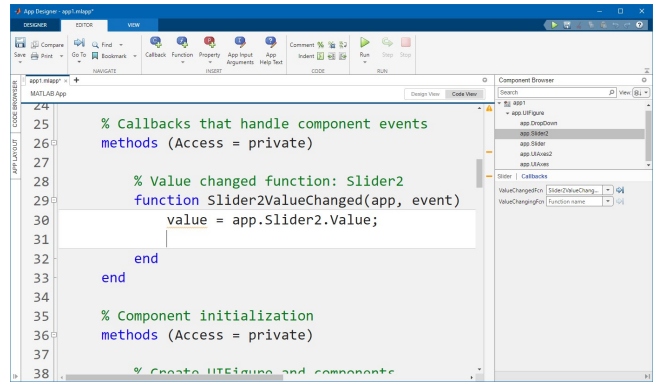 App Designer - app1.mlapp*
DESIGNER EDITOR VIEW
Save Compare Print Go To Find Bookmark Callback Function Property App Input Arguments App Help Text Comment Indent Run Step Stop
NAVIGATE INSERT CODE RUN
app1.mlapp* × +
MATLAB App Design View Code View
CODE BROWSER
APP LAYOUT
24
25 % Callbacks that handle component events
26 methods (Access = private)
27
28 % Value changed function: Slider2
29 function Slider2ValueChanged(app, event)
30 value = app.Slider2.Value;
31
32 end
33 end
34
35 % Component initialization
36 methods (Access = private)
37
38 % Create UIFigure and components
Component Browser
Search View
app1
app.UIFigure
app.DropDown
app.Slider2
app.Slider
app.UIAxes2
app.UIAxes
Slider | Callbacks
ValueChangedFcn Slider2ValueChang...
ValueChangingFcn Function name